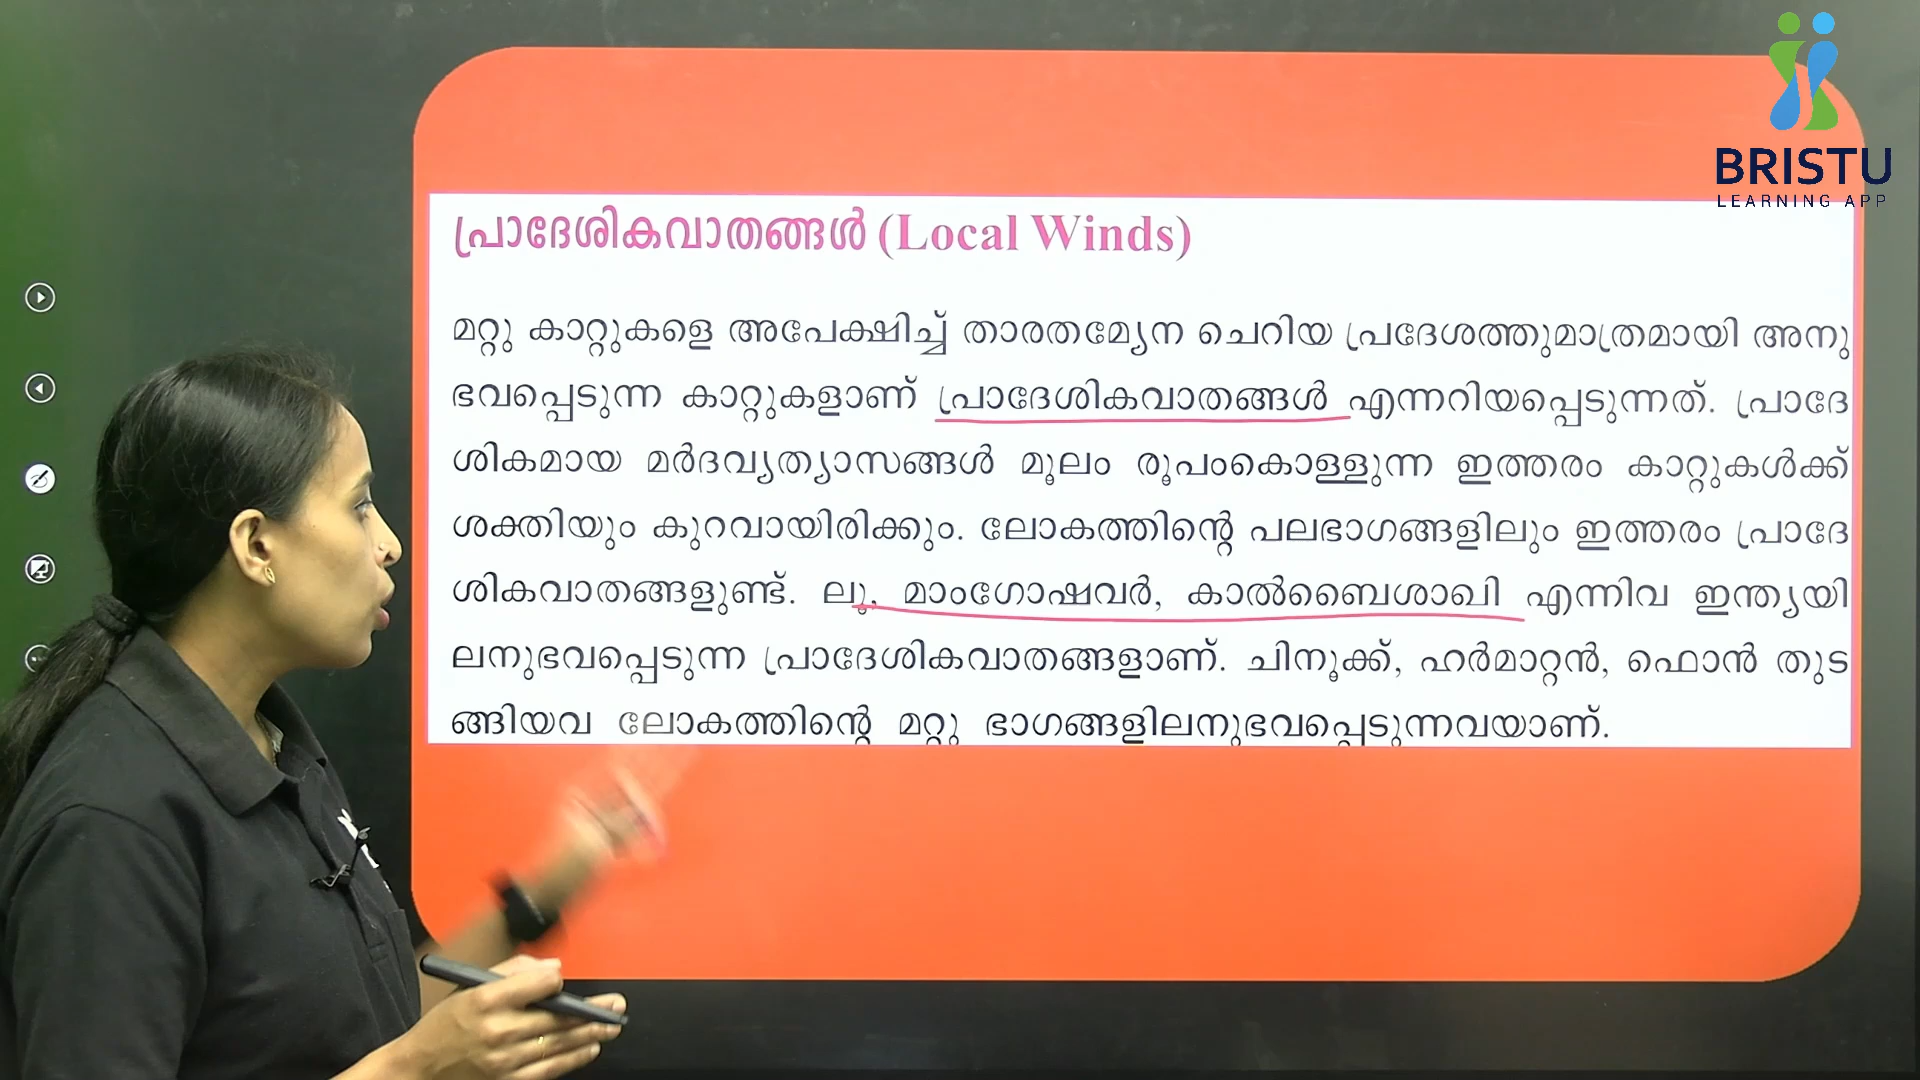 BRISTU
LEARNING APP
പ്രാദേശികവാതങ്ങൾ (Local Winds)
മറ്റു കാറ്റുകളെ അപേക്ഷിച്ച് താരതമ്യേന ചെറിയ പ്രദേശത്തുമാത്രമായി അനു
ഭവപ്പെടുന്ന കാറ്റുകളാണ് പ്രാദേശികവാതങ്ങൾ എന്നറിയപ്പെടുന്നത്. പ്രാദേ
ശികമായ മർദവ്യത്യാസങ്ങൾ മൂലം രൂപംകൊള്ളുന്ന ഇത്തരം കാറ്റുകൾക്ക്
ശക്തിയും കുറവായിരിക്കും. ലോകത്തിന്റെ പലഭാഗങ്ങളിലും ഇത്തരം പ്രാദേ
ശികവാതങ്ങളുണ്ട്. ലൂ, മാംഗോഷവർ, കാൽബൈശാഖി എന്നിവ ഇന്ത്യയി
ലനുഭവപ്പെടുന്ന പ്രാദേശികവാതങ്ങളാണ്. ചിനൂക്ക്, ഹർമാറ്റൻ, ഫൊൻ തുട
ങ്ങിയവ ലോകത്തിന്റെ മറ്റു ഭാഗങ്ങളിലനുഭവപ്പെടുന്നവയാണ്.